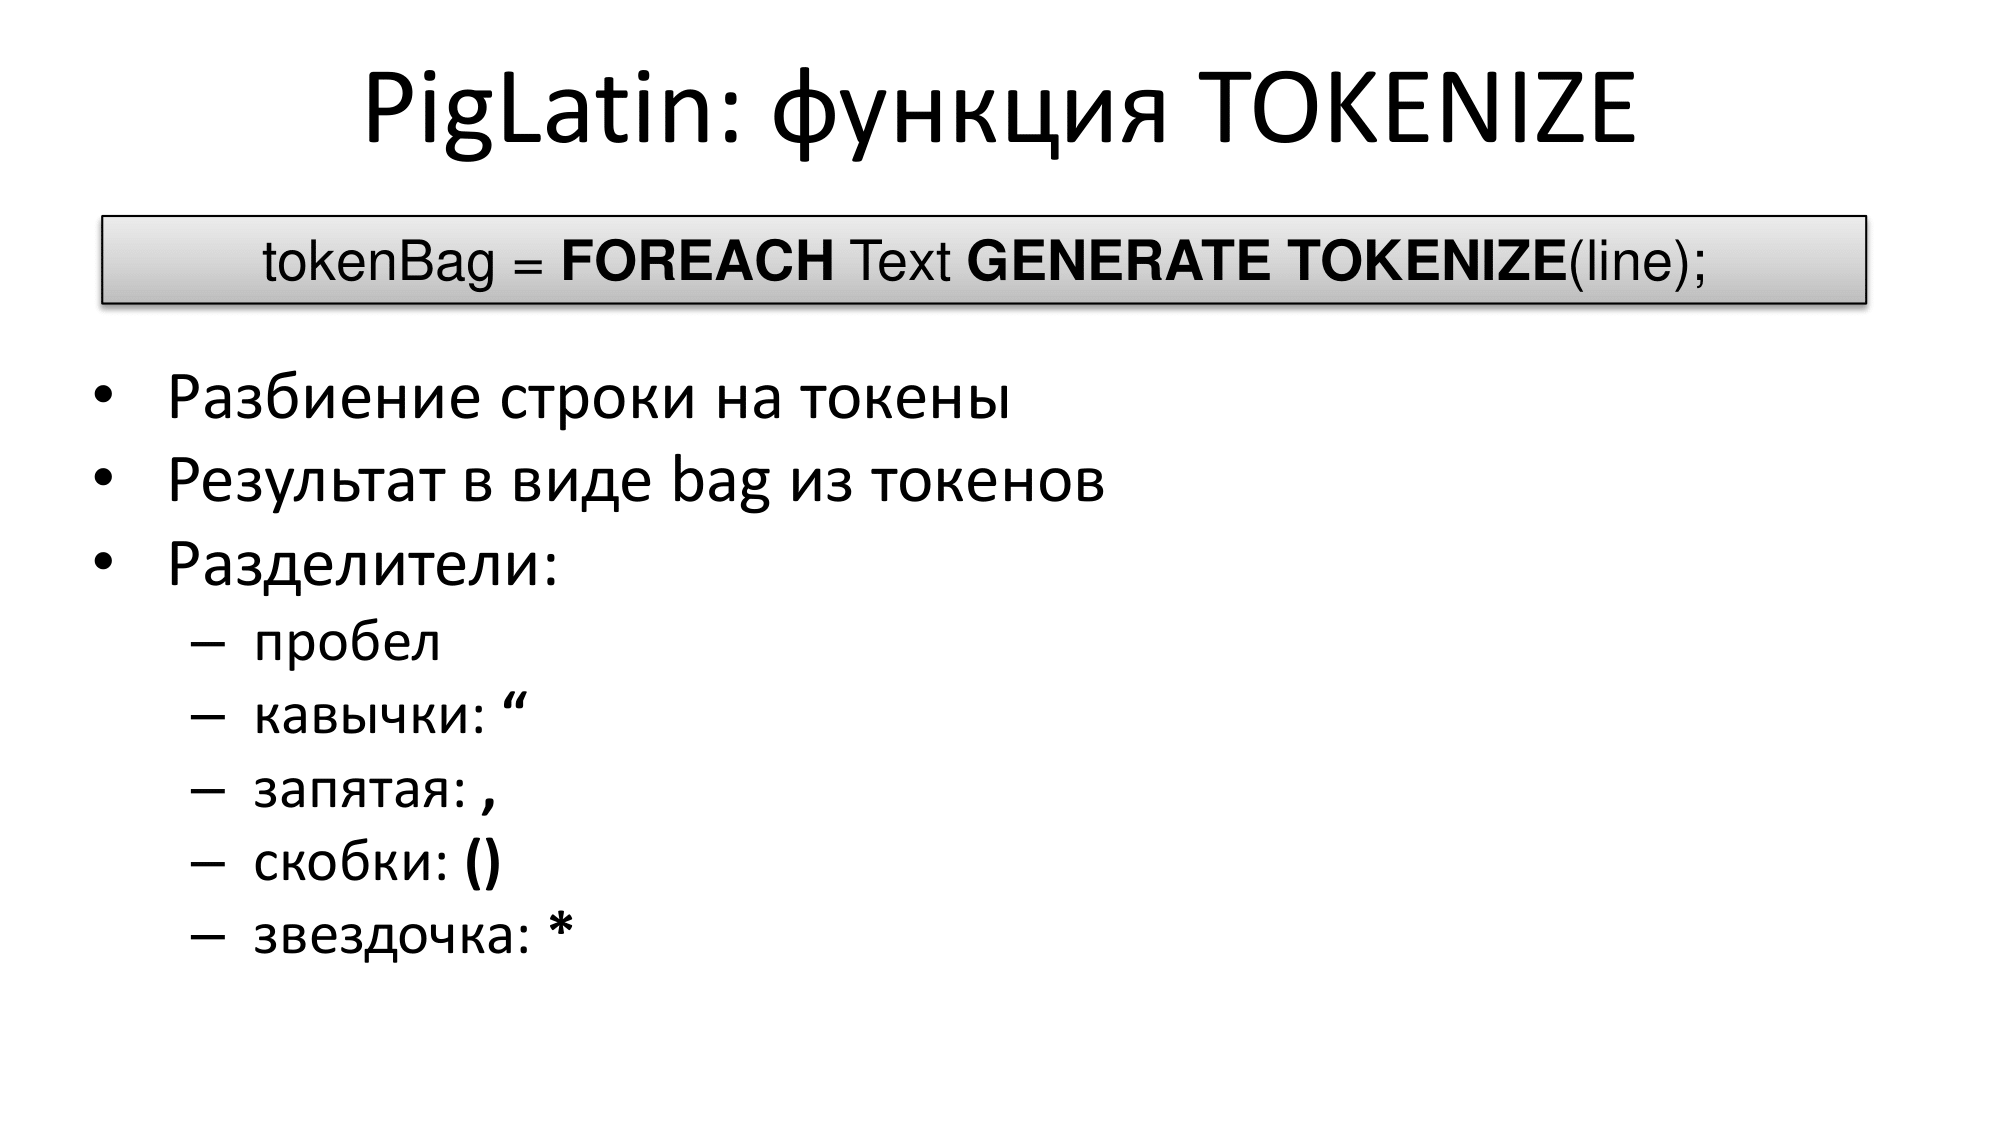 PigLatin: функция TOKENIZE
tokenBag = FOREACH Text GENERATE TOKENIZE(line);
• Разбиение строки на токены
• Результат в виде bag из токенов
• Разделители:
– пробел
– кавычки: “
– запятая: ,
– скобки: ()
– звездочка: *